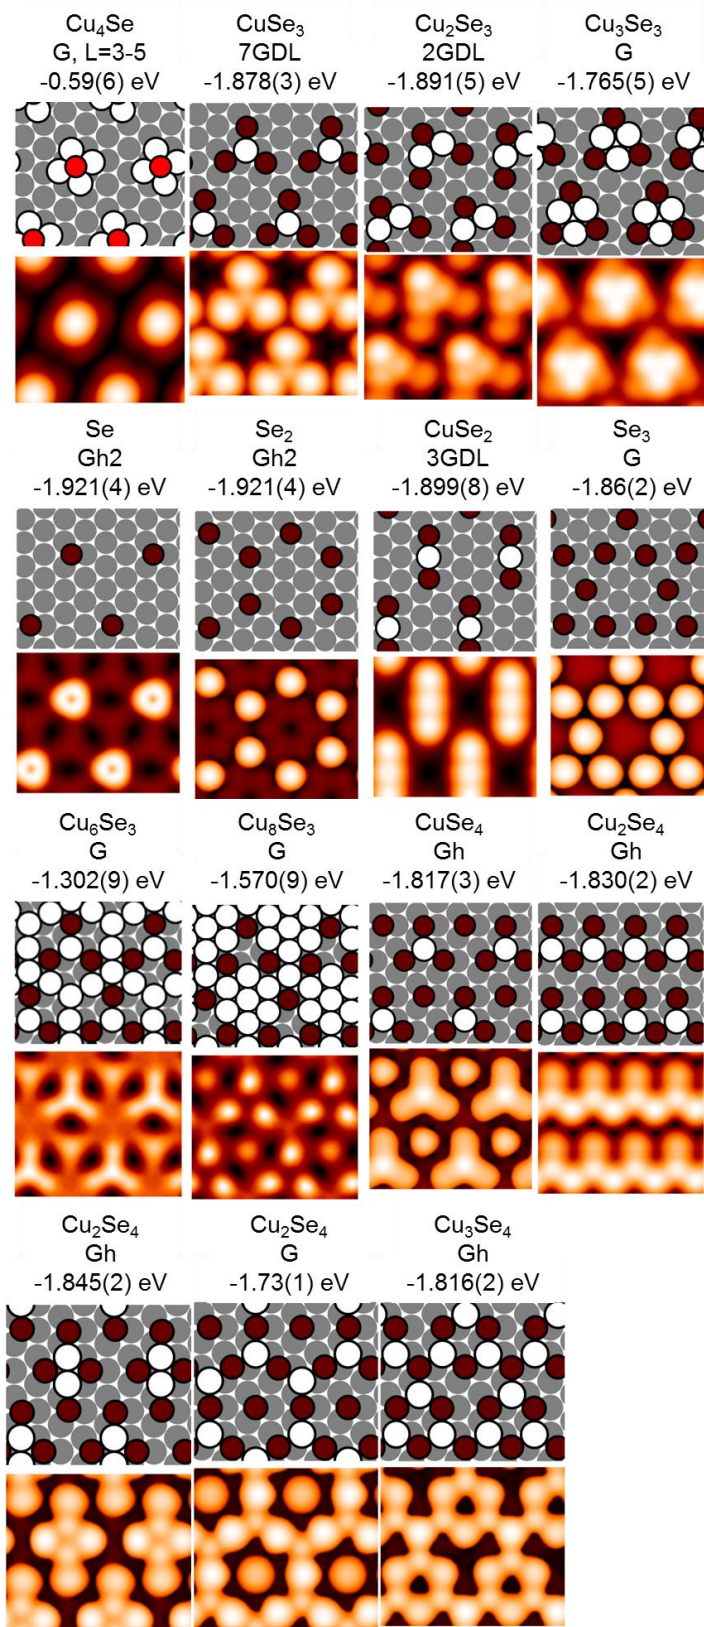 Cu₄Se
G, L=3-5
-0.59(6) eV
CuSe₃
7GDL
-1.878(3) eV
Cu₂Se₃
2GDL
-1.891(5) eV
Cu₃Se₃
G
-1.765(5) eV
Se
Gh2
-1.921(4) eV
Se₂
Gh2
-1.921(4) eV
CuSe₂
3GDL
-1.899(8) eV
Se₃
G
-1.86(2) eV
Cu₆Se₃
G
-1.302(9) eV
Cu₈Se₃
G
-1.570(9) eV
CuSe₄
Gh
-1.817(3) eV
Cu₂Se₄
Gh
-1.830(2) eV
Cu₂Se₄
Gh
-1.845(2) eV
Cu₂Se₄
G
-1.73(1) eV
Cu₃Se₄
Gh
-1.816(2) eV